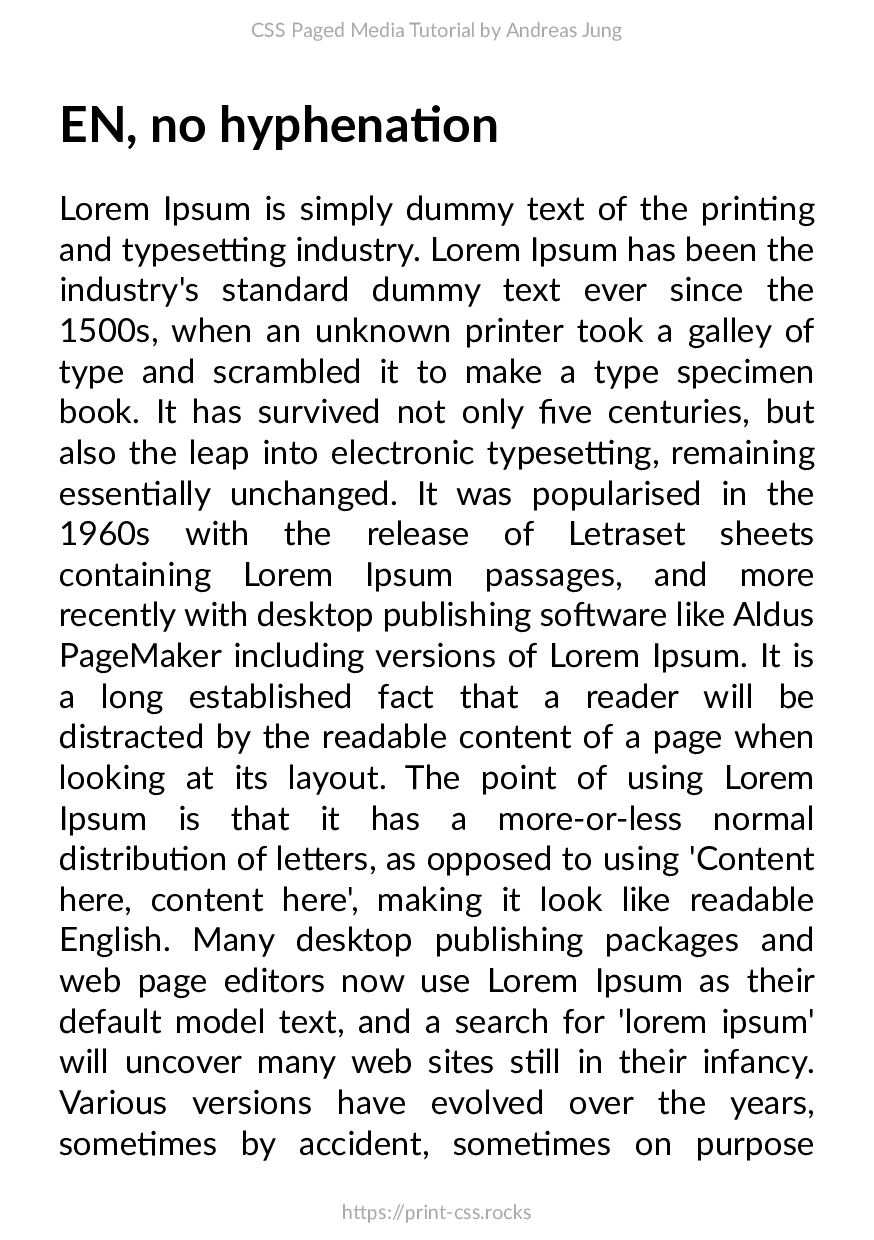 CSS Paged Media Tutorial by Andreas Jung
EN, no hyphenation
Lorem Ipsum is simply dummy text of the printing
and typesetting industry. Lorem Ipsum has been the
industry's standard dummy text ever since the
1500s, when an unknown printer took a galley of
type and scrambled it to make a type specimen
book. It has survived not only five centuries, but
also the leap into electronic typesetting, remaining
essentially unchanged. It was popularised in the
1960s with the release of Letraset sheets
containing Lorem Ipsum passages, and more
recently with desktop publishing software like Aldus
PageMaker including versions of Lorem Ipsum. It is
a long established fact that a reader will be
distracted by the readable content of a page when
looking at its layout. The point of using Lorem
Ipsum is that it has a more-or-less normal
distribution of letters, as opposed to using 'Content
here, content here', making it look like readable
English. Many desktop publishing packages and
web page editors now use Lorem Ipsum as their
default model text, and a search for 'lorem ipsum'
will uncover many web sites still in their infancy.
Various versions have evolved over the years,
sometimes by accident, sometimes on purpose
https://print-css.rocks